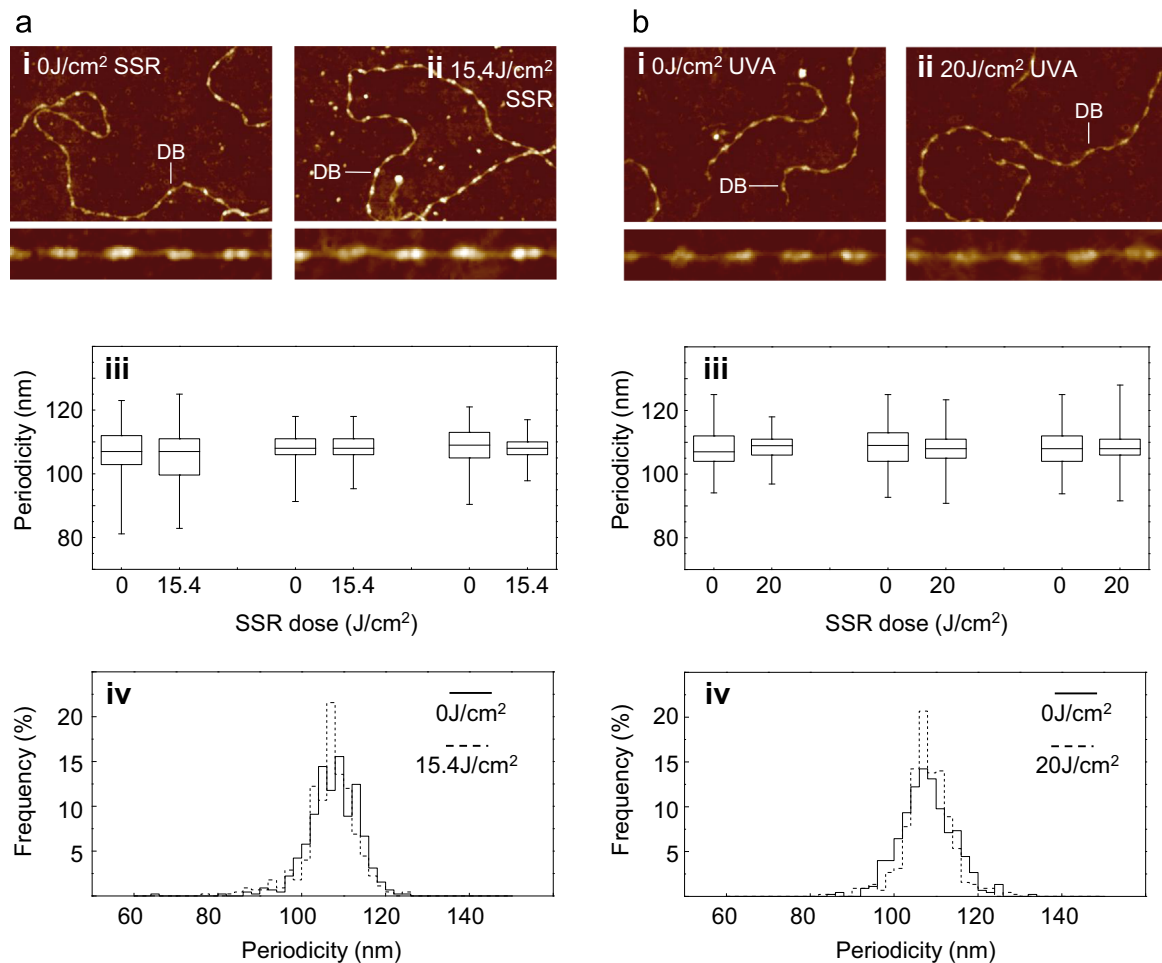 a
i 0J/cm² SSR
DB
ii 15.4J/cm²
SSR
DB
iii
Periodicity (nm)
120
100
80
0 15.4 0 15.4 0 15.4
SSR dose (J/cm²)
iv
0J/cm²
15.4J/cm²
Frequency (%)
20
15
10
5
60 80 100 120 140
Periodicity (nm)
b
i 0J/cm² UVA
DB
ii 20J/cm² UVA
DB
iii
Periodicity (nm)
120
100
80
0 20 0 20 0 20
SSR dose (J/cm²)
iv
0J/cm²
20J/cm²
Frequency (%)
20
15
10
5
60 80 100 120 140
Periodicity (nm)